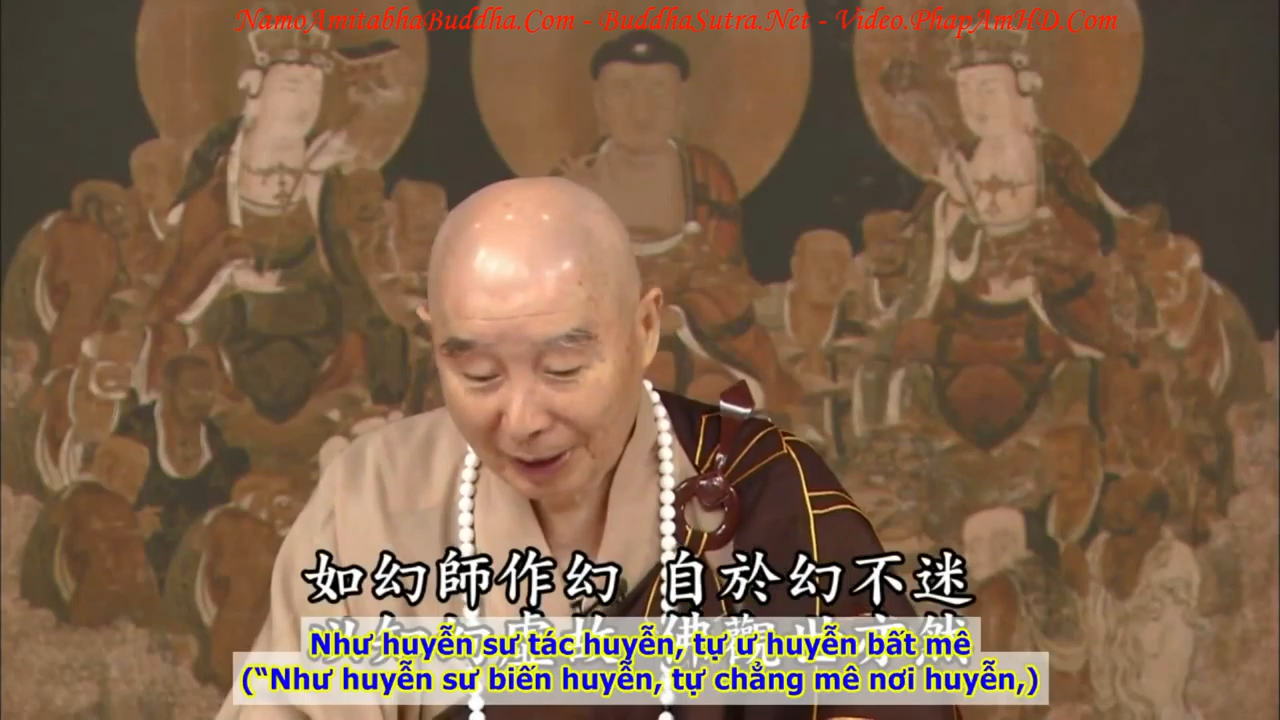 NamoAmitabhaBuddha.Com - BuddhaSutra.Net - Video.PhapAmHD.Com
如幻師作幻 自於幻不迷
Như huyễn sư tác huyễn, tự ư huyễn bất mê
(“Như huyễn sư biến huyễn, tự chẳng mê nơi huyễn,)